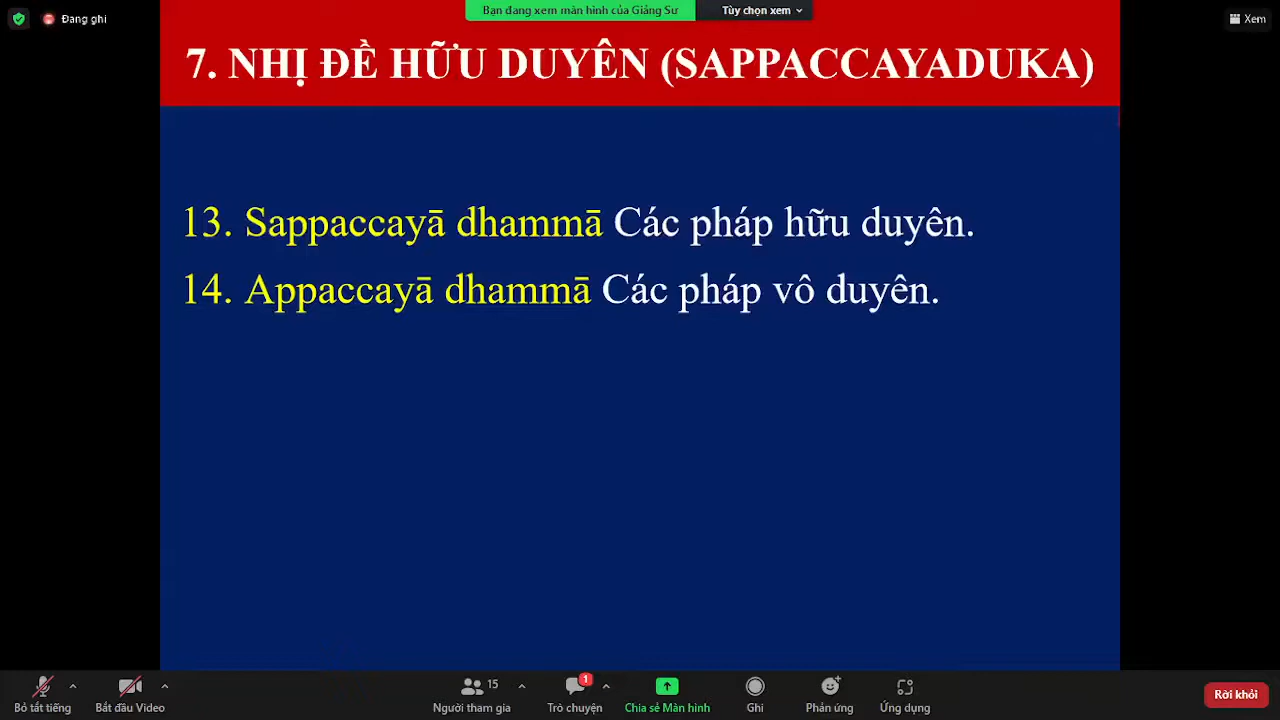 Đang ghi
Bạn đang xem màn hình của Giảng Sư
Tùy chọn xem
Xem
7. NHỊ ĐỀ HỮU DUYÊN (SAPPACCAYADUKA)
13. Sappaccayā dhammā Các pháp hữu duyên.
14. Appaccayā dhammā Các pháp vô duyên.
Bỏ tắt tiếng
Bắt đầu Video
15
Người tham gia
1
Trò chuyện
Chia sẻ Màn hình
Ghi
Phản ứng
Ứng dụng
Rời khỏi